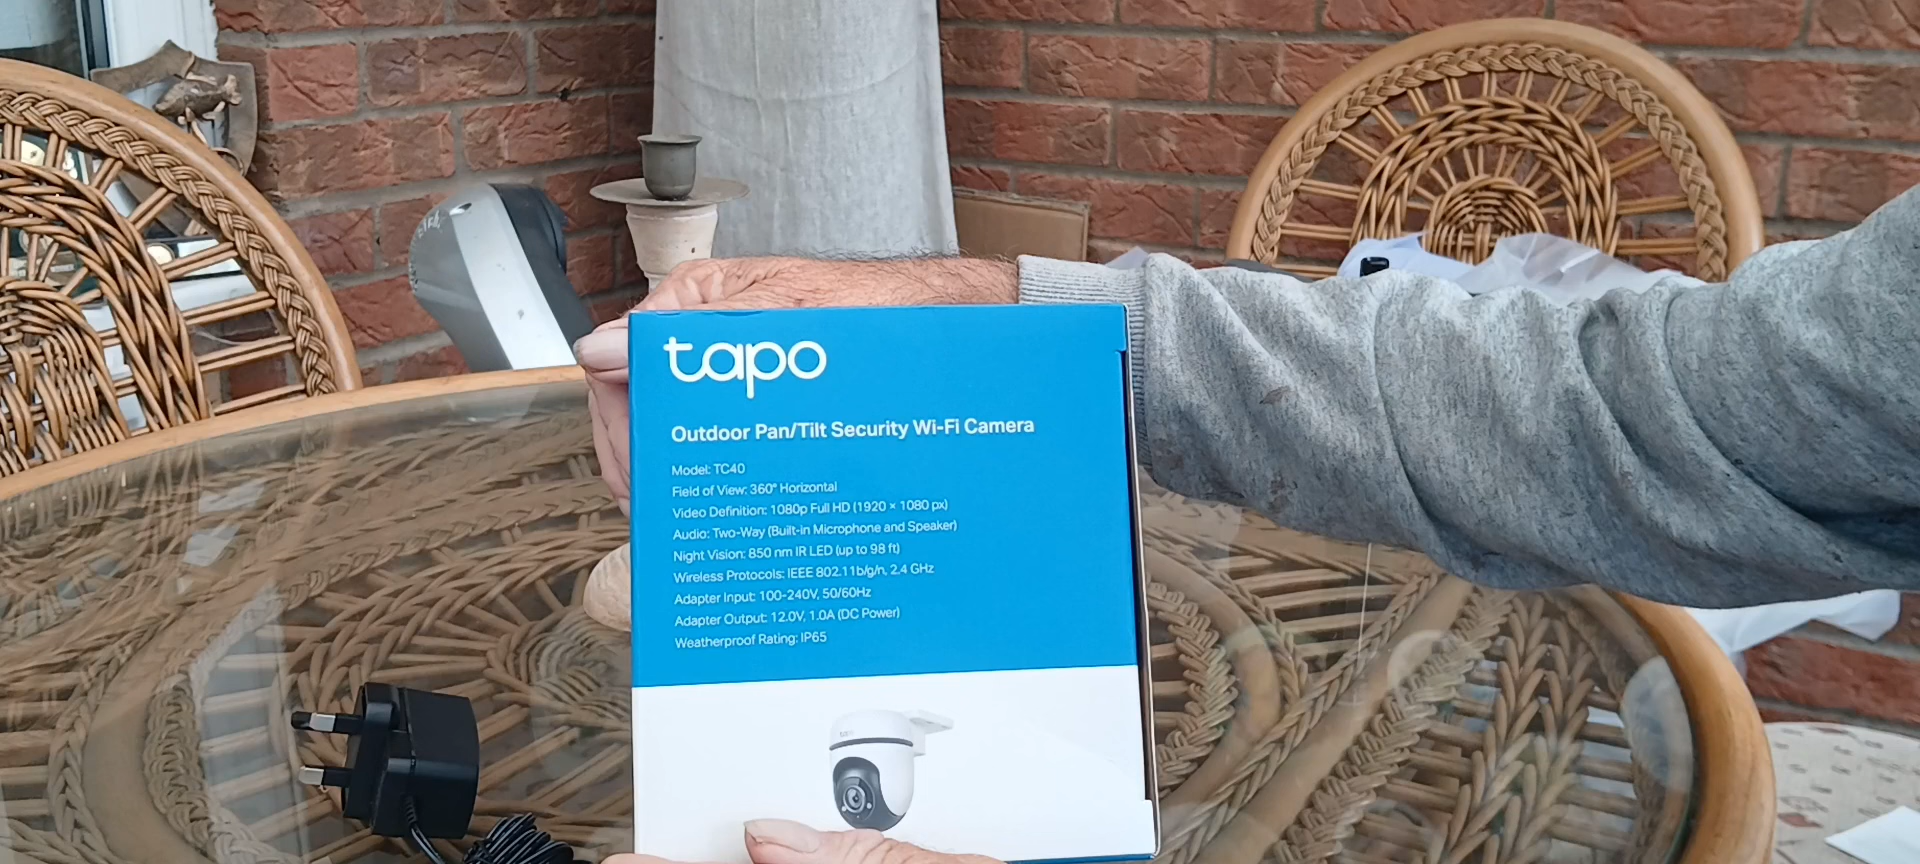 tapo
Outdoor Pan/Tilt Security Wi-Fi Camera
Model: TC40
Field of View: 360° Horizontal
Video Definition: 1080p Full HD (1920 × 1080 px)
Audio: Two-Way (Built-in Microphone and Speaker)
Night Vision: 850 nm IR LED (up to 98 ft)
Wireless Protocols: IEEE 802.11b/g/n, 2.4 GHz
Adapter Input: 100-240V, 50/60Hz
Adapter Output: 12.0V, 1.0A (DC Power)
Weatherproof Rating: IP65
tapo